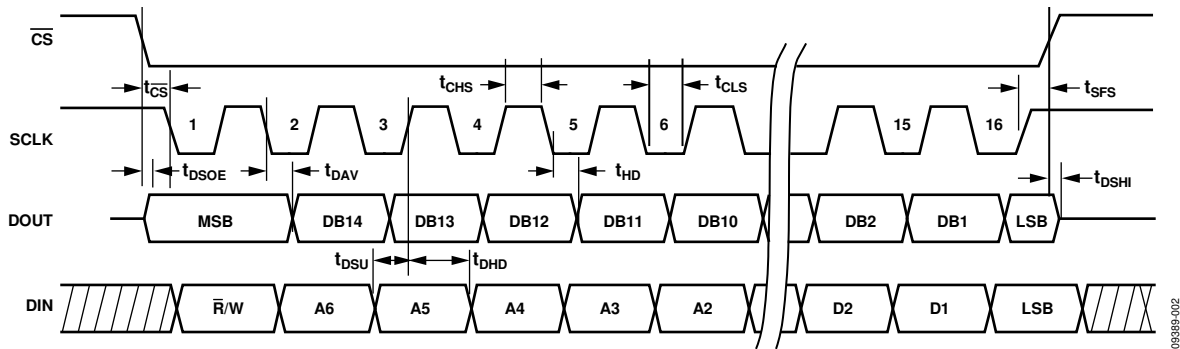 CS
tCS
tCHS
tCLS
tSFS
SCLK
1 2 3 4 5 6 15 16
tDSOE
tDAV
tHD
tDSHI
DOUT
MSB DB14 DB13 DB12 DB11 DB10 DB2 DB1 LSB
tDSU
tDHD
DIN
R/W A6 A5 A4 A3 A2 D2 D1 LSB
09389-002